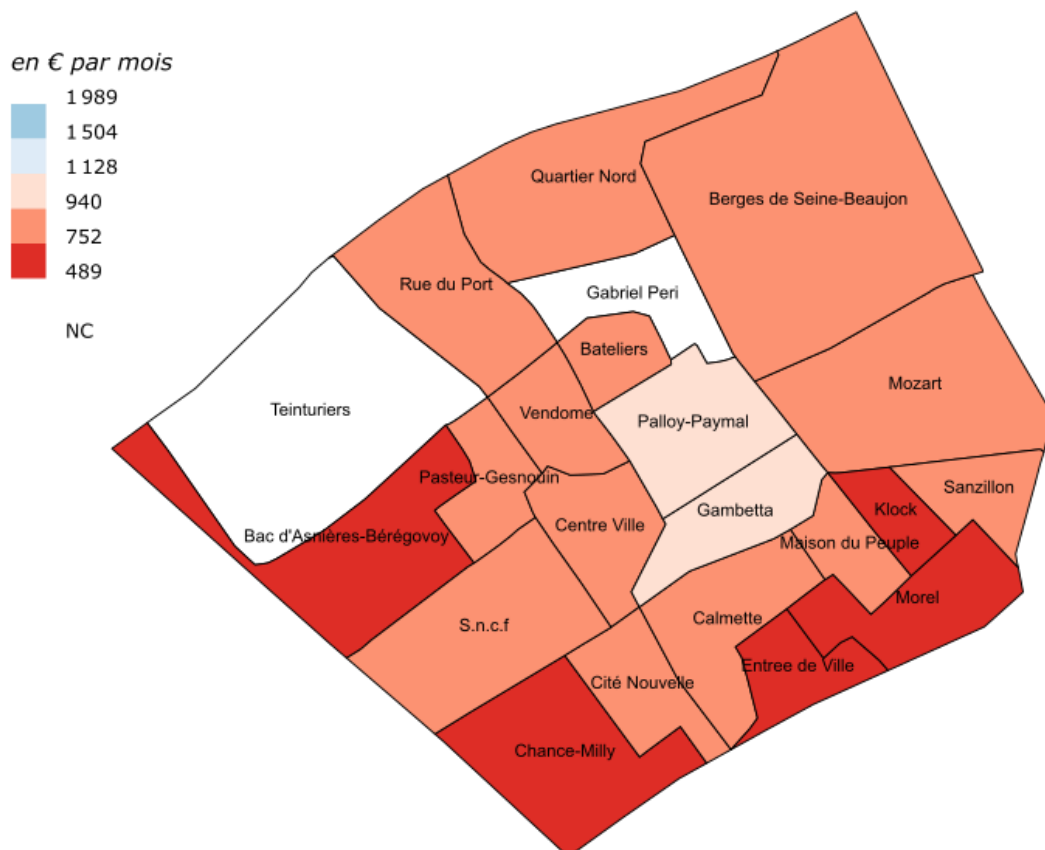 en € par mois
1 989
1 504
1 128
940
752
489
NC
Quartier Nord
Berges de Seine-Beaujon
Rue du Port
Gabriel Peri
Bateliers
Mozart
Teinturiers
Vendome
Palloy-Paymal
Pasteur-Gesnouin
Sanzillon
Klock
Gambetta
Centre Ville
Bac d'Asnières-Bérégovoy
Maison du Peuple
Morel
Calmette
S.n.c.f
Entree de Ville
Cité Nouvelle
Chance-Milly